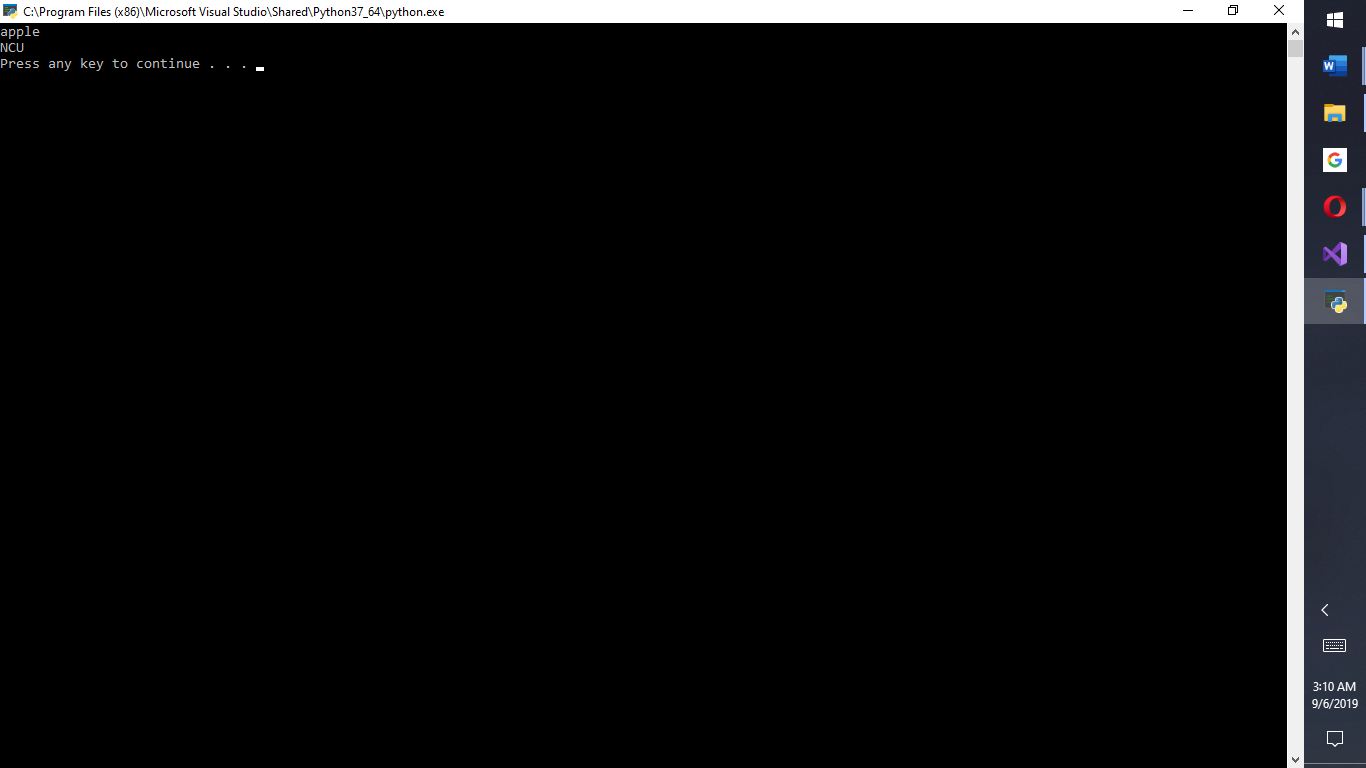 C:\Program Files (x86)\Microsoft Visual Studio\Shared\Python37_64\python.exe
apple
NCU
Press any key to continue . . .
W
G
3:10 AM
9/6/2019